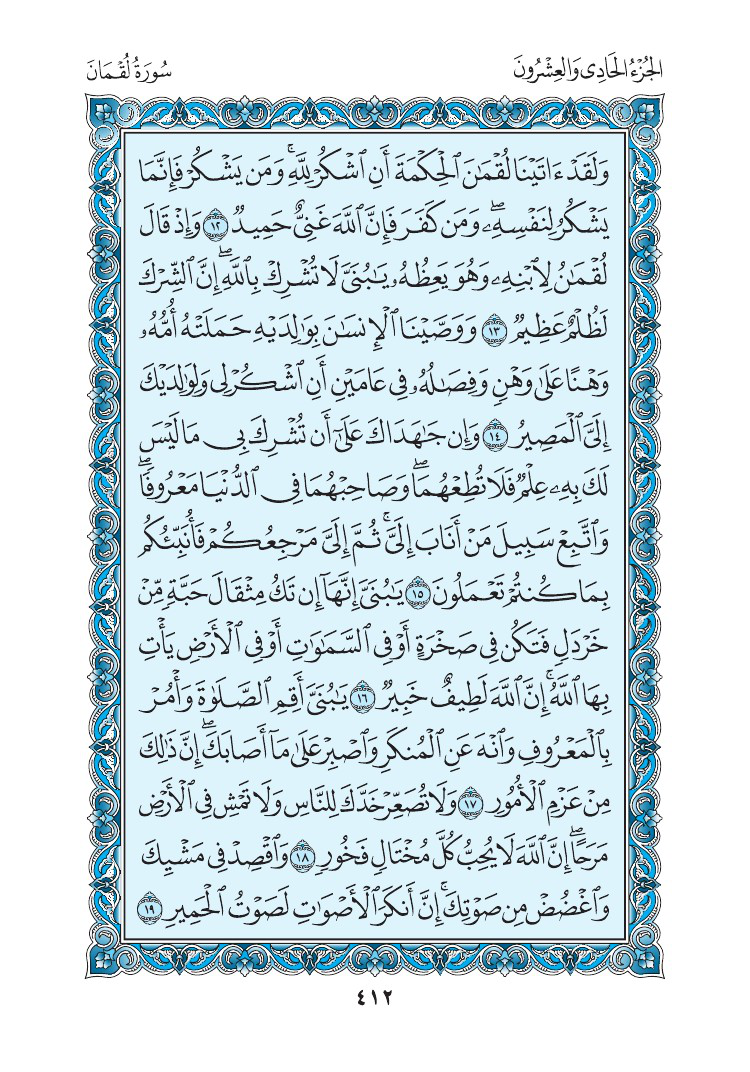 الجُزْءُ الحَادِى وَالعِشْرُونَ
سُورَةُ لُقْمَانَ
وَلَقَدْ ءَاتَيْنَا لُقْمَـٰنَ ٱلْحِكْمَةَ أَنِ ٱشْكُرْ لِلَّهِ ۚ وَمَن يَشْكُرْ فَإِنَّمَا
يَشْكُرُ لِنَفْسِهِۦ ۖ وَمَن كَفَرَ فَإِنَّ ٱللَّهَ غَنِىٌّ حَمِيدٌ ١٢ وَإِذْ قَالَ
لُقْمَـٰنُ لِٱبْنِهِۦ وَهُوَ يَعِظُهُۥ يَـٰبُنَىَّ لَا تُشْرِكْ بِٱللَّهِ ۖ إِنَّ ٱلشِّرْكَ
لَظُلْمٌ عَظِيمٌ ١٣ وَوَصَّيْنَا ٱلْإِنسَـٰنَ بِوَٰلِدَيْهِ حَمَلَتْهُ أُمُّهُۥ
وَهْنًا عَلَىٰ وَهْنٍ وَفِصَـٰلُهُۥ فِى عَامَيْنِ أَنِ ٱشْكُرْ لِى وَلِوَٰلِدَيْكَ
إِلَىَّ ٱلْمَصِيرُ ١٤ وَإِن جَـٰهَدَاكَ عَلَىٰٓ أَن تُشْرِكَ بِى مَا لَيْسَ
لَكَ بِهِۦ عِلْمٌ فَلَا تُطِعْهُمَا ۖ وَصَاحِبْهُمَا فِى ٱلدُّنْيَا مَعْرُوفًا ۖ
وَٱتَّبِعْ سَبِيلَ مَنْ أَنَابَ إِلَىَّ ۚ ثُمَّ إِلَىَّ مَرْجِعُكُمْ فَأُنَبِّئُكُم
بِمَا كُنتُمْ تَعْمَلُونَ ١٥ يَـٰبُنَىَّ إِنَّهَآ إِن تَكُ مِثْقَالَ حَبَّةٍ مِّنْ
خَرْدَلٍ فَتَكُن فِى صَخْرَةٍ أَوْ فِى ٱلسَّمَـٰوَٰتِ أَوْ فِى ٱلْأَرْضِ يَأْتِ
بِهَا ٱللَّهُ ۚ إِنَّ ٱللَّهَ لَطِيفٌ خَبِيرٌ ١٦ يَـٰبُنَىَّ أَقِمِ ٱلصَّلَوٰةَ وَأْمُرْ
بِٱلْمَعْرُوفِ وَٱنْهَ عَنِ ٱلْمُنكَرِ وَٱصْبِرْ عَلَىٰ مَآ أَصَابَكَ ۖ إِنَّ ذَٰلِكَ
مِنْ عَزْمِ ٱلْأُمُورِ ١٧ وَلَا تُصَعِّرْ خَدَّكَ لِلنَّاسِ وَلَا تَمْشِ فِى ٱلْأَرْضِ
مَرَحًا ۖ إِنَّ ٱللَّهَ لَا يُحِبُّ كُلَّ مُخْتَالٍ فَخُورٍ ١٨ وَٱقْصِدْ فِى مَشْيِكَ
وَٱغْضُضْ مِن صَوْتِكَ ۚ إِنَّ أَنكَرَ ٱلْأَصْوَٰتِ لَصَوْتُ ٱلْحَمِيرِ ١٩
٤١٢